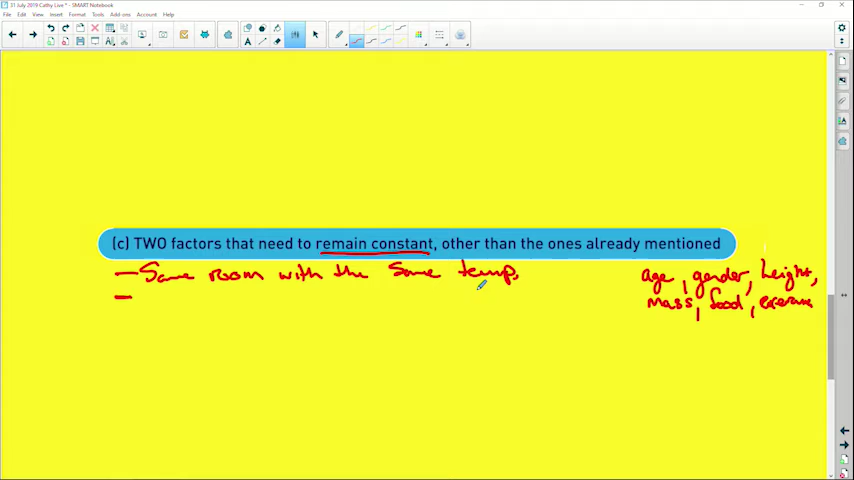 31 July 2019 Cathy Live * - SMART Notebook
File Edit View Insert Format Tools Add-ons Account Help
(c) TWO factors that need to remain constant, other than the ones already mentioned
– Same room with the same temp.
–
age, gender, height,
mass, food, exercise